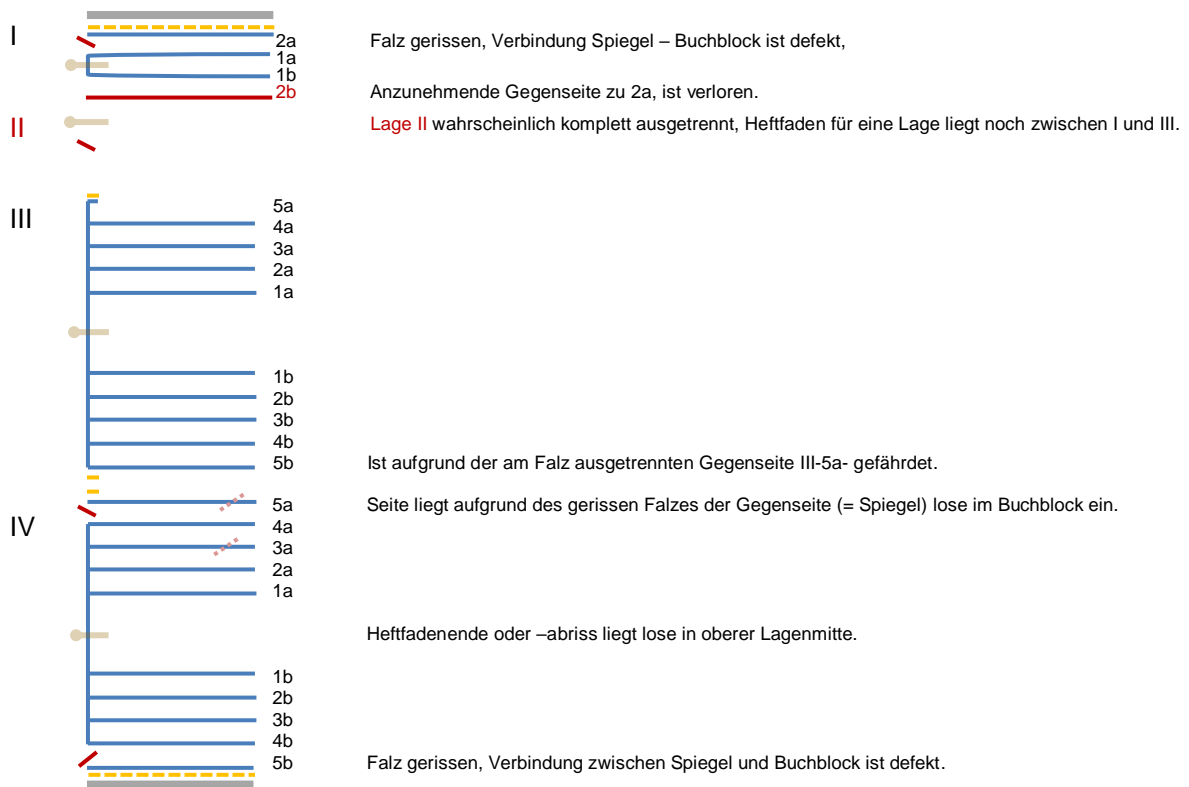 I
2a Falz gerissen, Verbindung Spiegel – Buchblock ist defekt,
1a
1b
2b Anzunehmende Gegenseite zu 2a, ist verloren.
II Lage II wahrscheinlich komplett ausgetrennt, Heftfaden für eine Lage liegt noch zwischen I und III.
III
5a
4a
3a
2a
1a
1b
2b
3b
4b
5b Ist aufgrund der am Falz ausgetrennten Gegenseite III-5a- gefährdet.
5a Seite liegt aufgrund des gerissen Falzes der Gegenseite (= Spiegel) lose im Buchblock ein.
IV
4a
3a
2a
1a
Heftfadenende oder –abriss liegt lose in oberer Lagenmitte.
1b
2b
3b
4b
5b Falz gerissen, Verbindung zwischen Spiegel und Buchblock ist defekt.